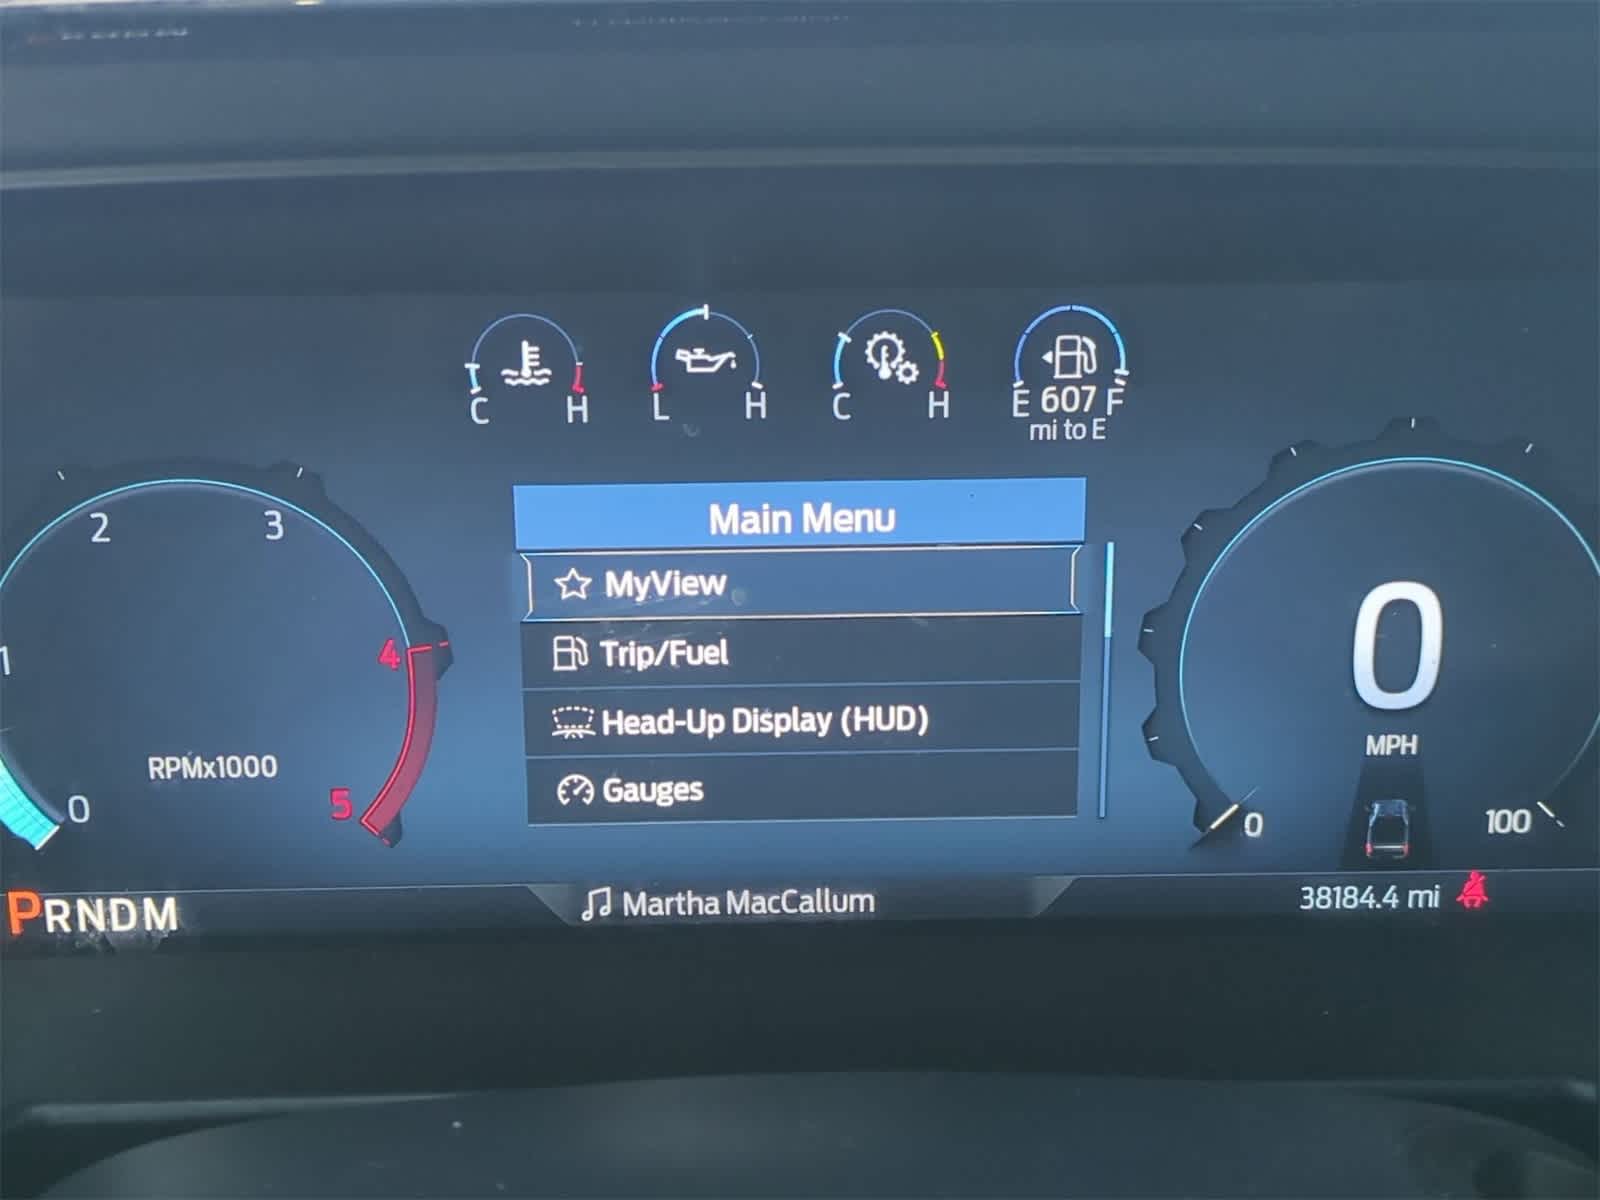 C H
L H
C H
E 607 F
mi to E
Main Menu
MyView
Trip/Fuel
Head-Up Display (HUD)
Gauges
1
2
3
4
5
0
RPMx1000
0
MPH
0
100
PRNDM
Martha MacCallum
38184.4 mi